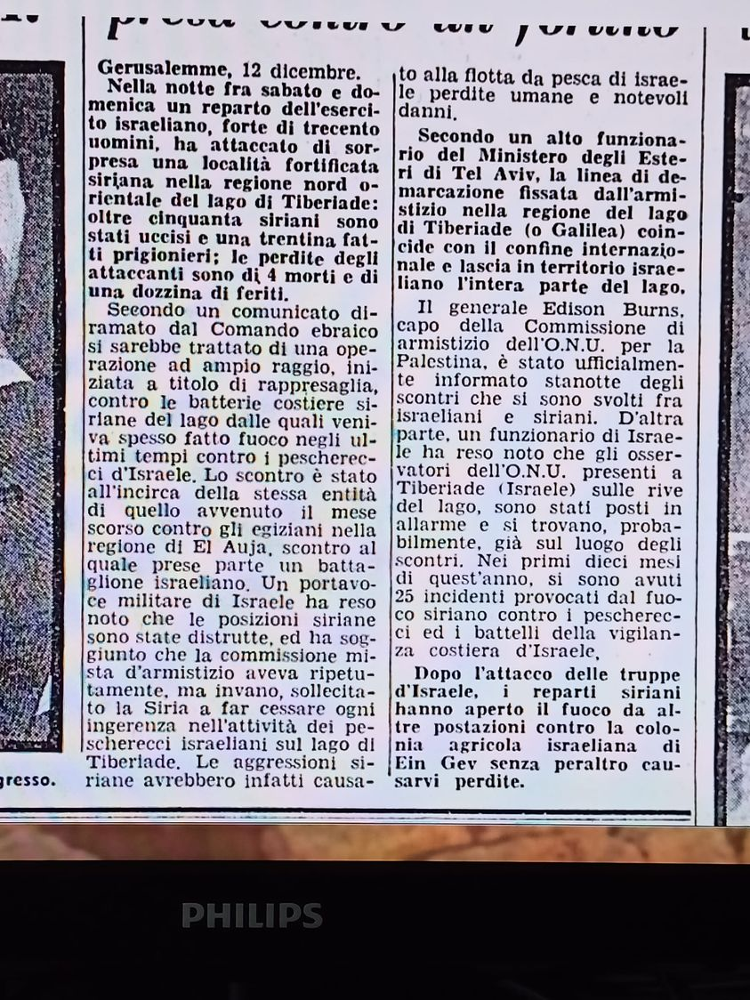 presa contro un fortino
Gerusalemme, 12 dicembre.
Nella notte fra sabato e do-
menica un reparto dell'eserci-
to israeliano, forte di trecento
uomini, ha attaccato di sor-
presa una località fortificata
siriana nella regione nord o-
rientale del lago di Tiberiade:
oltre cinquanta siriani sono
stati uccisi e una trentina fat-
ti prigionieri; le perdite degli
attaccanti sono di 4 morti e di
una dozzina di feriti.
Secondo un comunicato di-
ramato dal Comando ebraico
si sarebbe trattato di una ope-
razione ad ampio raggio, ini-
ziata a titolo di rappresaglia,
contro le batterie costiere si-
riane del lago dalle quali veni-
va spesso fatto fuoco negli ul-
timi tempi contro i pescherec-
ci d'Israele. Lo scontro è stato
all'incirca della stessa entità
di quello avvenuto il mese
scorso contro gli egiziani nella
regione di El Auja, scontro al
quale prese parte un batta-
glione israeliano. Un portavo-
ce militare di Israele ha reso
noto che le posizioni siriane
sono state distrutte, ed ha sog-
giunto che la commissione mi-
sta d'armistizio aveva ripetu-
tamente, ma invano, sollecita-
to la Siria a far cessare ogni
ingerenza nell'attività dei pe-
scherecci israeliani sul lago di
Tiberiade. Le aggressioni si-
riane avrebbero infatti causa-
to alla flotta da pesca di israe-
le perdite umane e notevoli
danni.
Secondo un alto funziona-
rio del Ministero degli Este-
ri di Tel Aviv, la linea di de-
marcazione fissata dall'armi-
stizio nella regione del lago
di Tiberiade (o Galilea) coin-
cide con il confine internazio-
nale e lascia in territorio israe-
liano l'intera parte del lago.
Il generale Edison Burns,
capo della Commissione di
armistizio dell'O.N.U. per la
Palestina, è stato ufficialmen-
te informato stanotte degli
scontri che si sono svolti fra
israeliani e siriani. D'altra
parte, un funzionario di Israe-
le ha reso noto che gli osser-
vatori dell'O.N.U. presenti a
Tiberiade (Israele) sulle rive
del lago, sono stati posti in
allarme e si trovano, proba-
bilmente, già sul luogo degli
scontri. Nei primi dieci mesi
di quest'anno, si sono avuti
25 incidenti provocati dal fuo-
co siriano contro i pescherec-
ci ed i battelli della vigilan-
za costiera d'Israele,
Dopo l'attacco delle truppe
d'Israele, i reparti siriani
hanno aperto il fuoco da al-
tre postazioni contro la colo-
nia agricola israeliana di
Ein Gev senza peraltro cau-
sarvi perdite.
gresso.
PHILIPS